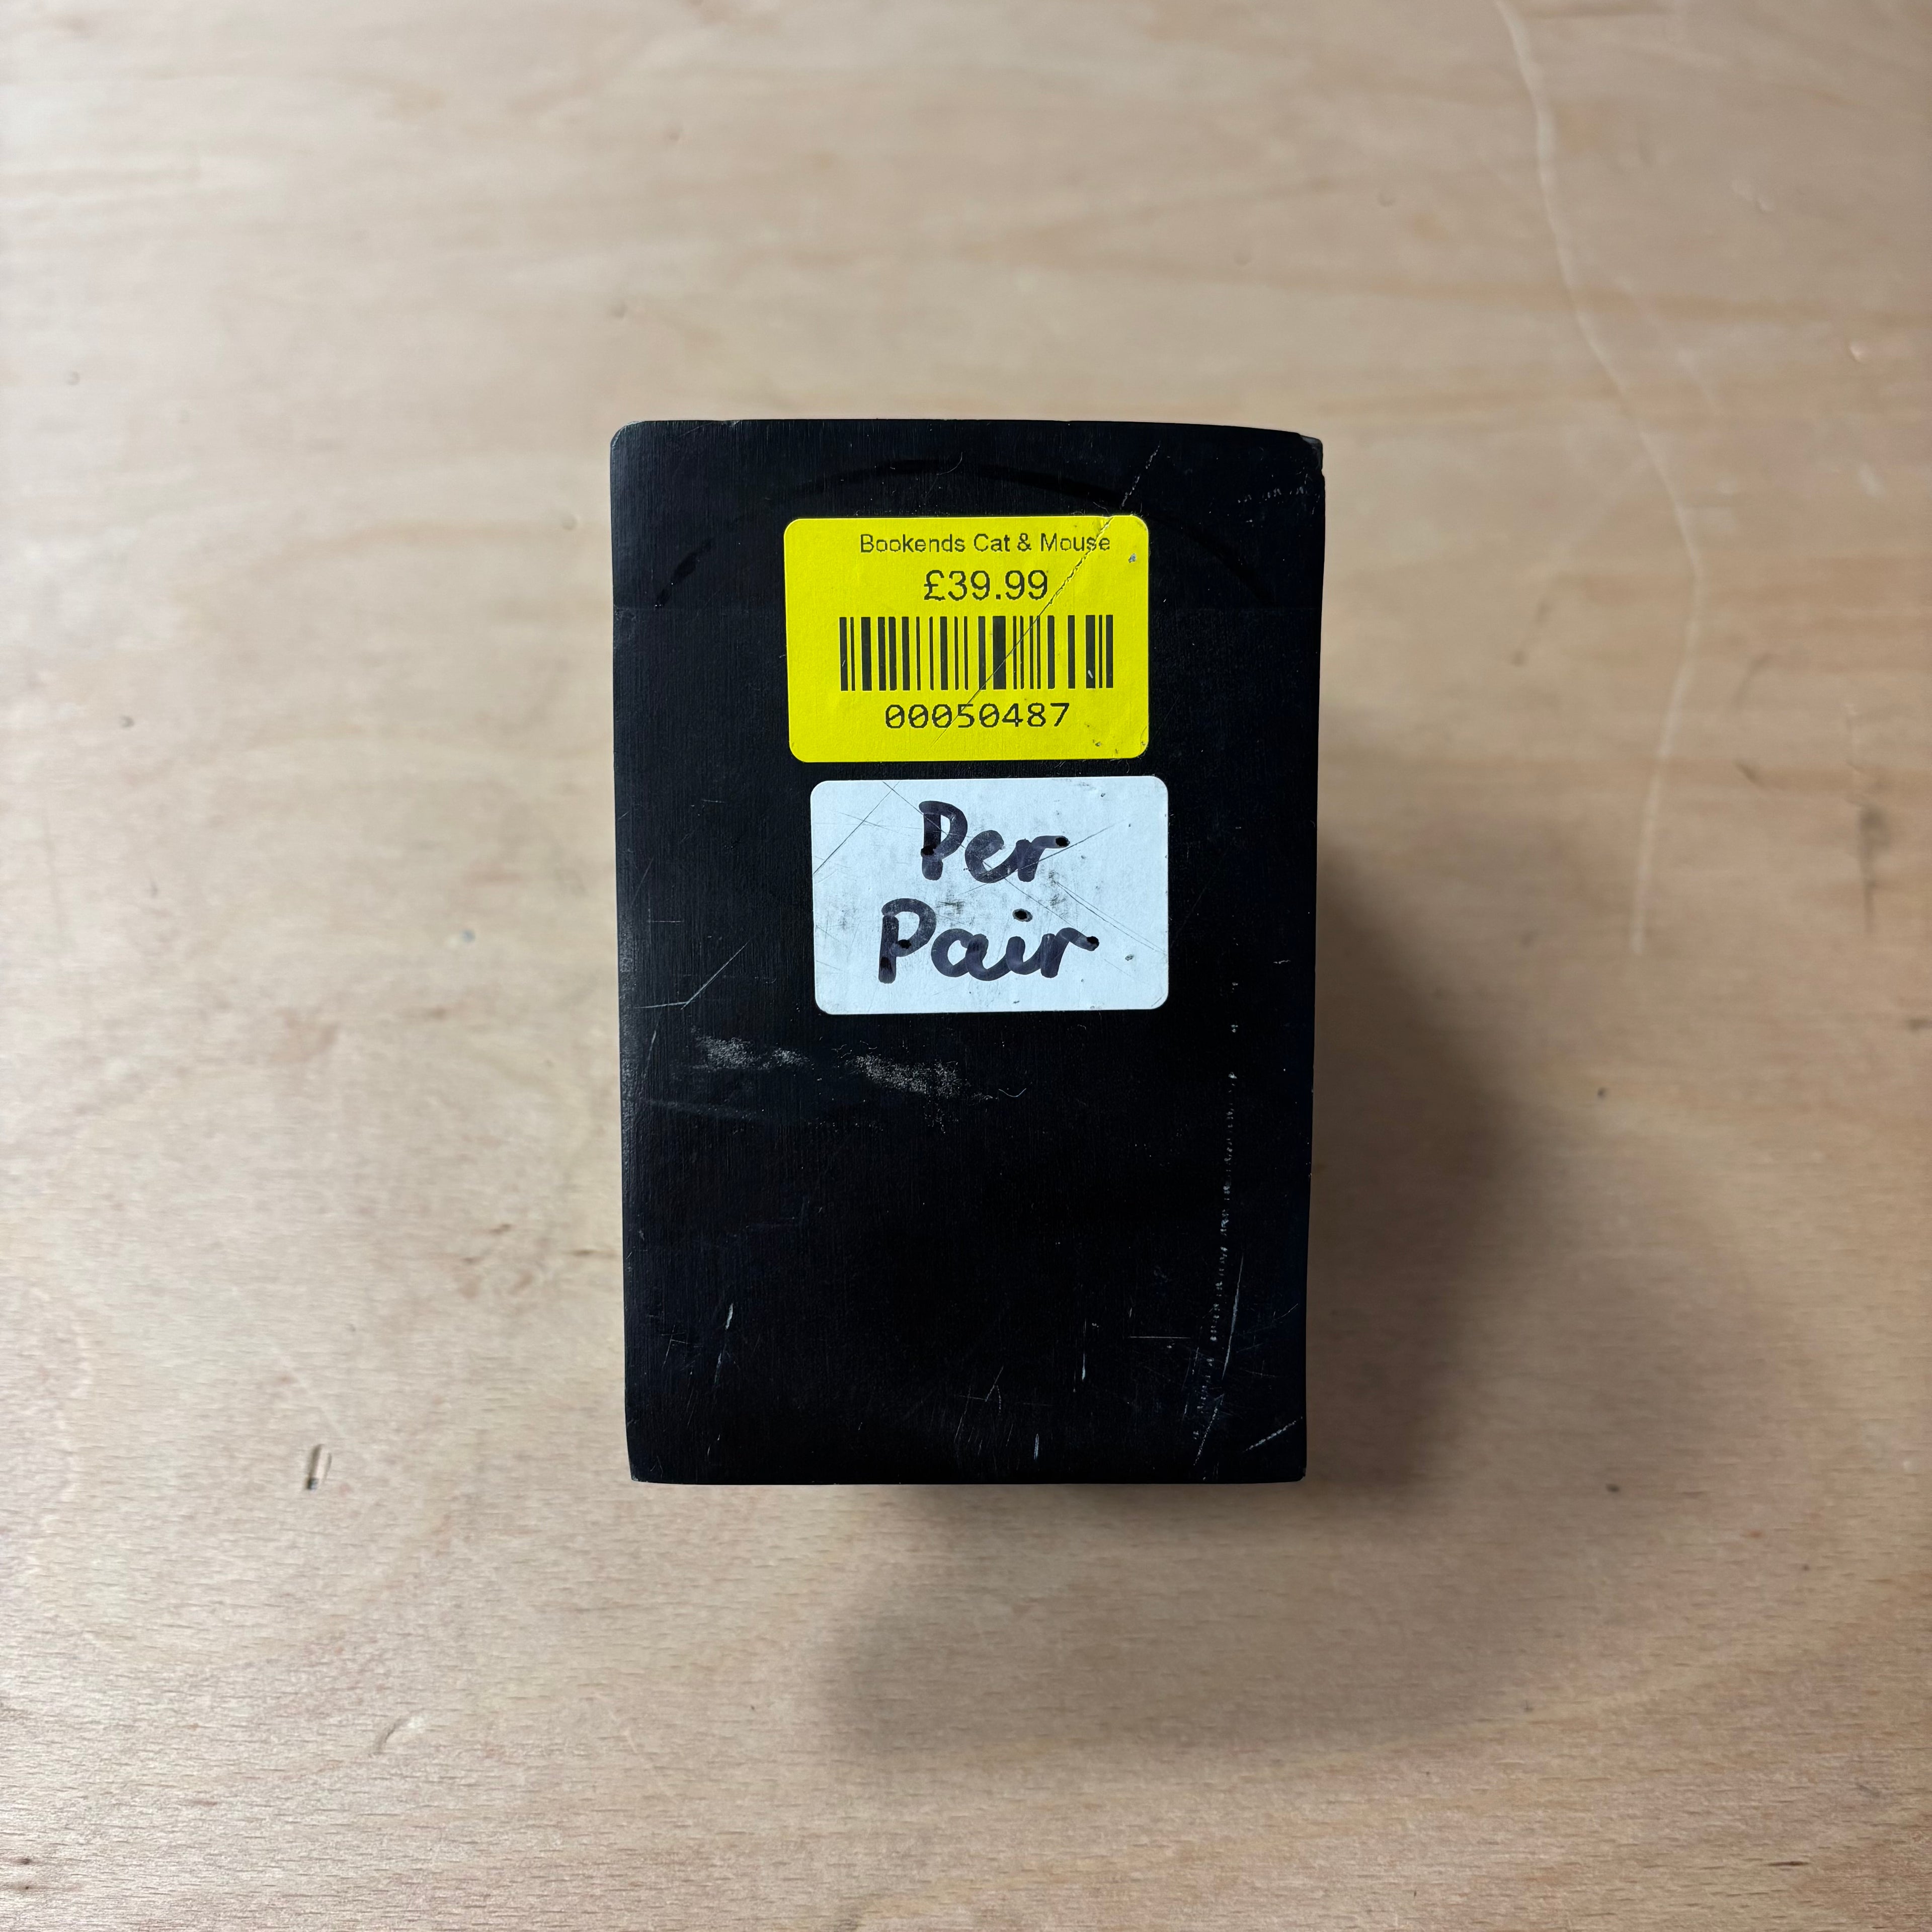 Bookends Cat & Mouse
£39.99
00050487
Per
Pair